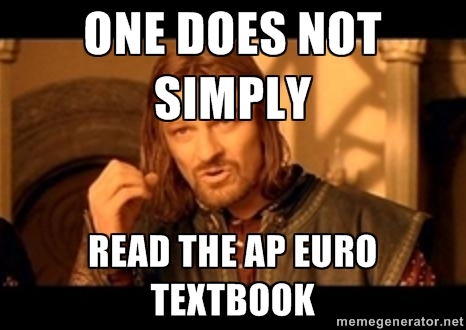 ONE DOES NOT
SIMPLY
READ THE AP EURO
TEXTBOOK
memegenerator.net